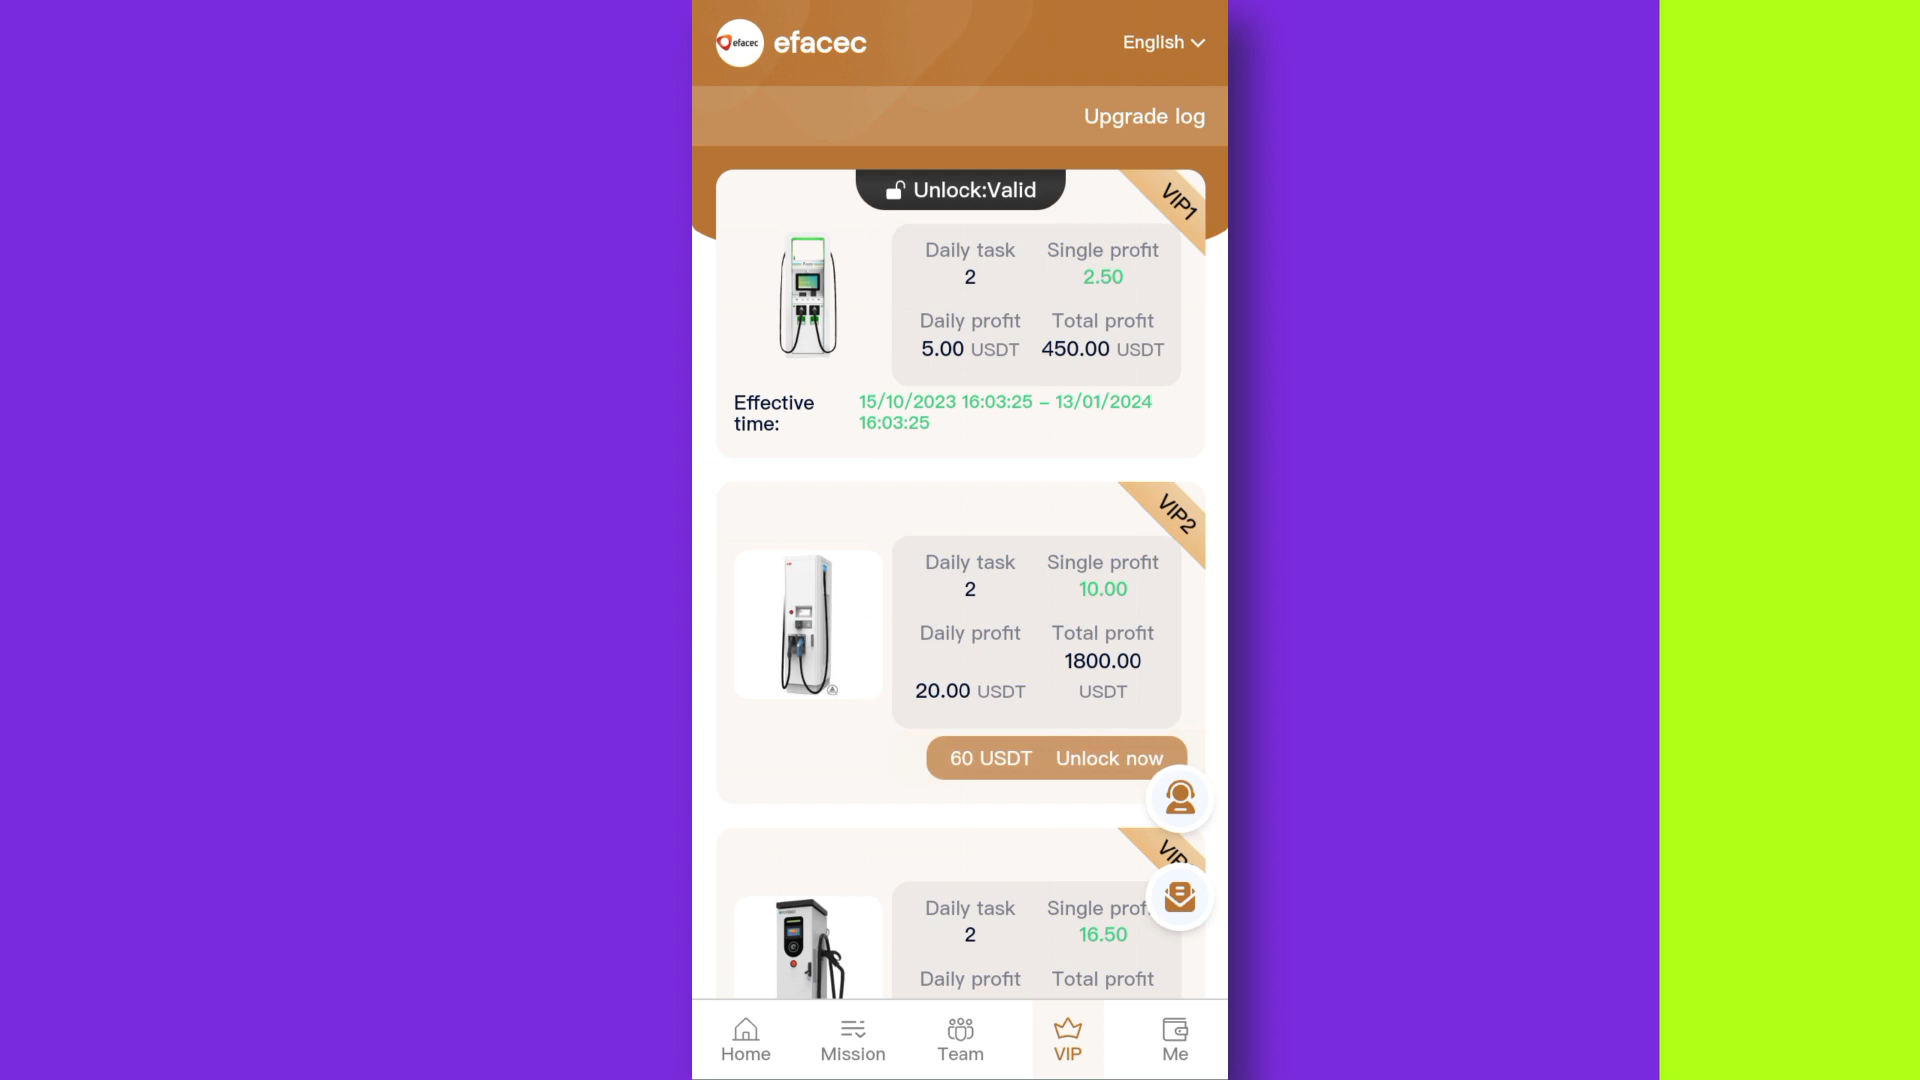 efacec efacec English
Upgrade log
Unlock:Valid
VIP1
Daily task Single profit
2 2.50
Daily profit Total profit
5.00 USDT 450.00 USDT
Effective time: 15/10/2023 16:03:25 – 13/01/2024 16:03:25
VIP2
Daily task Single profit
2 10.00
Daily profit Total profit
20.00 USDT 1800.00 USDT
60 USDT Unlock now
VIP
Daily task Single prof
2 16.50
Daily profit Total profit
Home Mission Team VIP Me